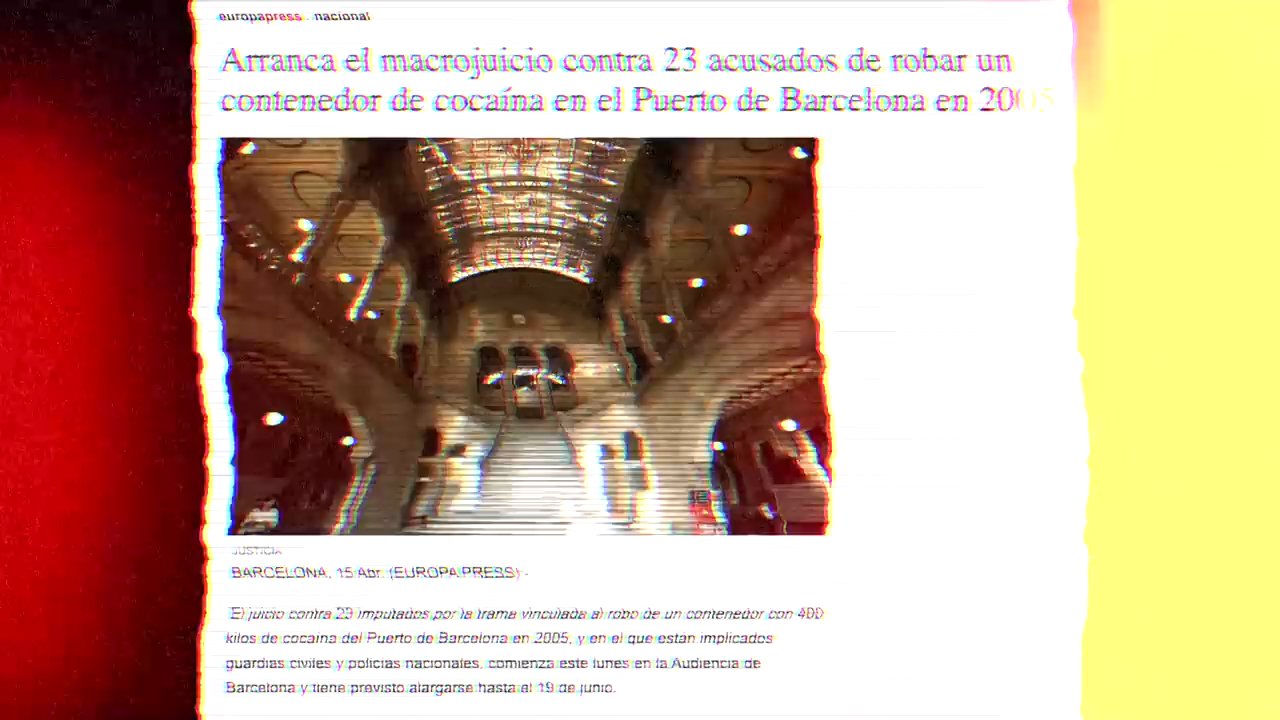 europapress . nacional
Arranca el macrojuicio contra 23 acusados de robar un
contenedor de cocaína en el Puerto de Barcelona en 2005
JUSTICIA
BARCELONA, 15 Abr. (EUROPA PRESS) -
El juicio contra 23 imputados por la trama vinculada al robo de un contenedor con 400
kilos de cocaína del Puerto de Barcelona en 2005, y en el que están implicados
guardias civiles y policías nacionales, comienza este lunes en la Audiencia de
Barcelona y tiene previsto alargarse hasta el 19 de junio.